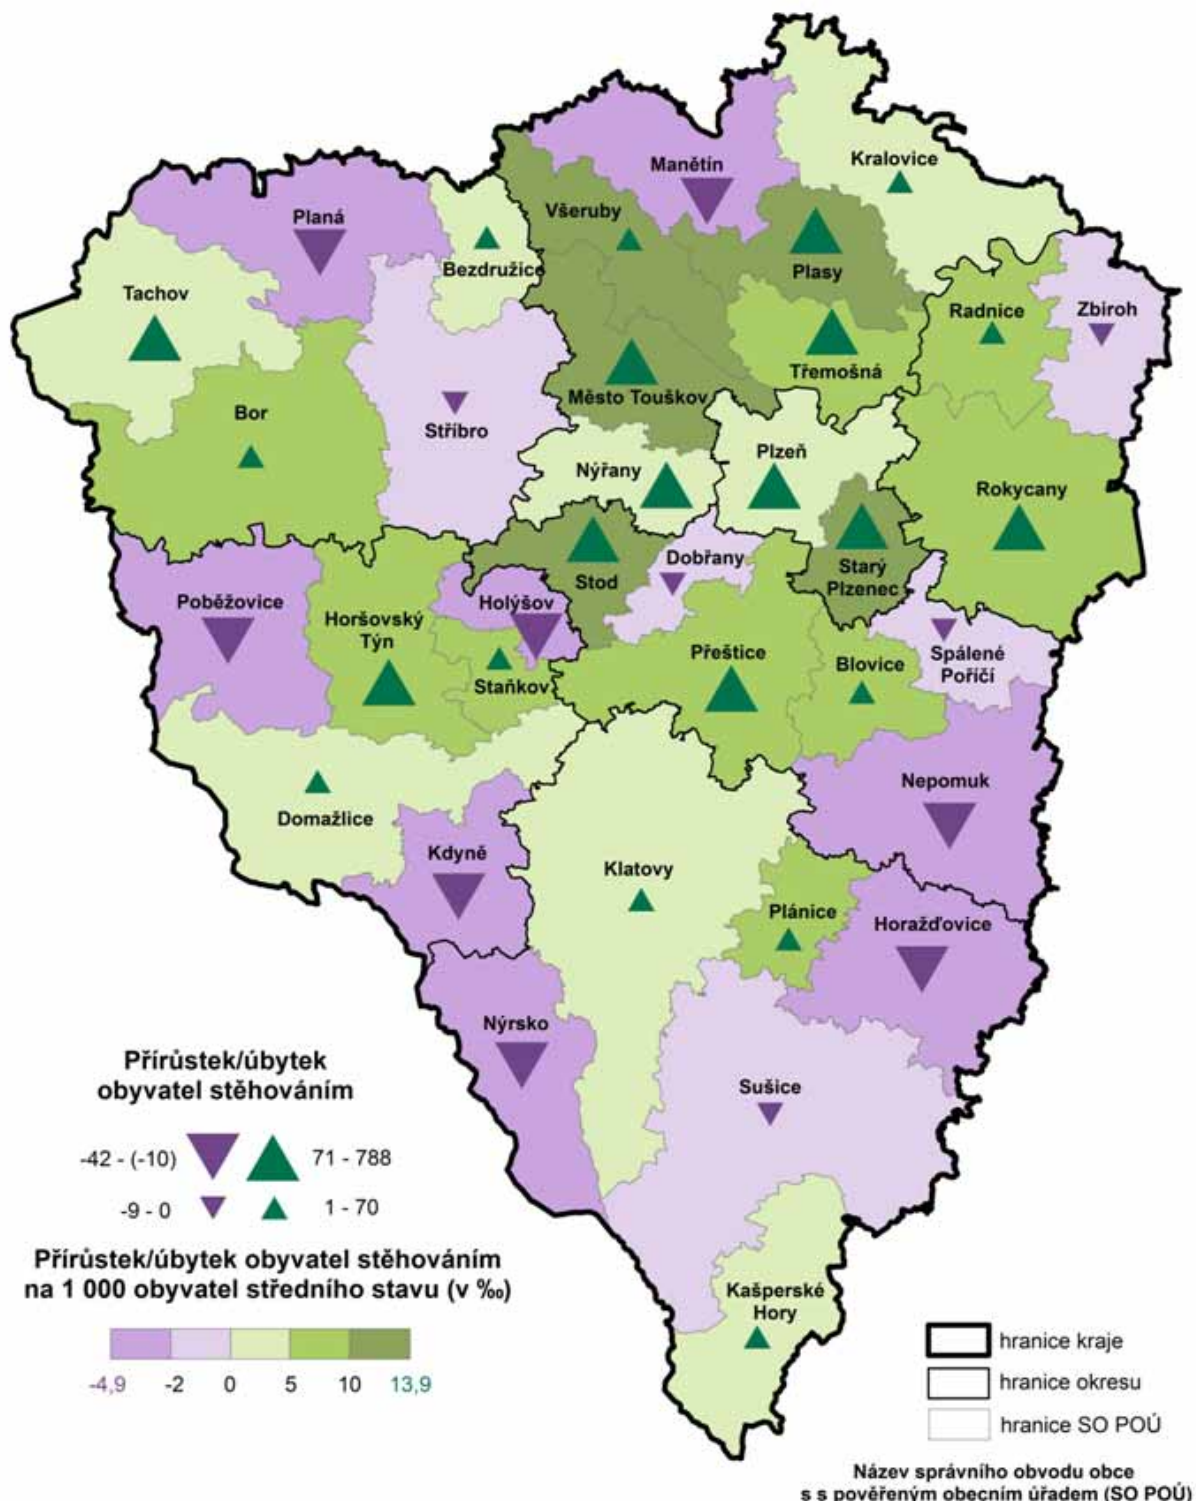 Kralovice
Manětín
Všeruby
Planá
Bezdružice
Plasy
Tachov
Radnice
Zbiroh
Třemošná
Město Touškov
Bor
Stříbro
Plzeň
Nýřany
Rokycany
Dobřany
Starý
Plzenec
Stod
Poběžovice
Holýšov
Horšovský
Týn
Přeštice
Blovice
Spálené
Poříčí
Staňkov
Nepomuk
Domažlice
Kdyně
Klatovy
Plánice
Horažďovice
Nýrsko
Sušice
Kašperské
Hory
Přírůstek/úbytek
obyvatel stěhováním
-42 - (-10) 71 - 788
-9 - 0 1 - 70
Přírůstek/úbytek obyvatel stěhováním
na 1 000 obyvatel středního stavu (v ‰)
-4,9 -2 0 5 10 13,9
hranice kraje
hranice okresu
hranice SO POÚ
Název správního obvodu obce
s s pověřeným obecním úřadem (SO POÚ)